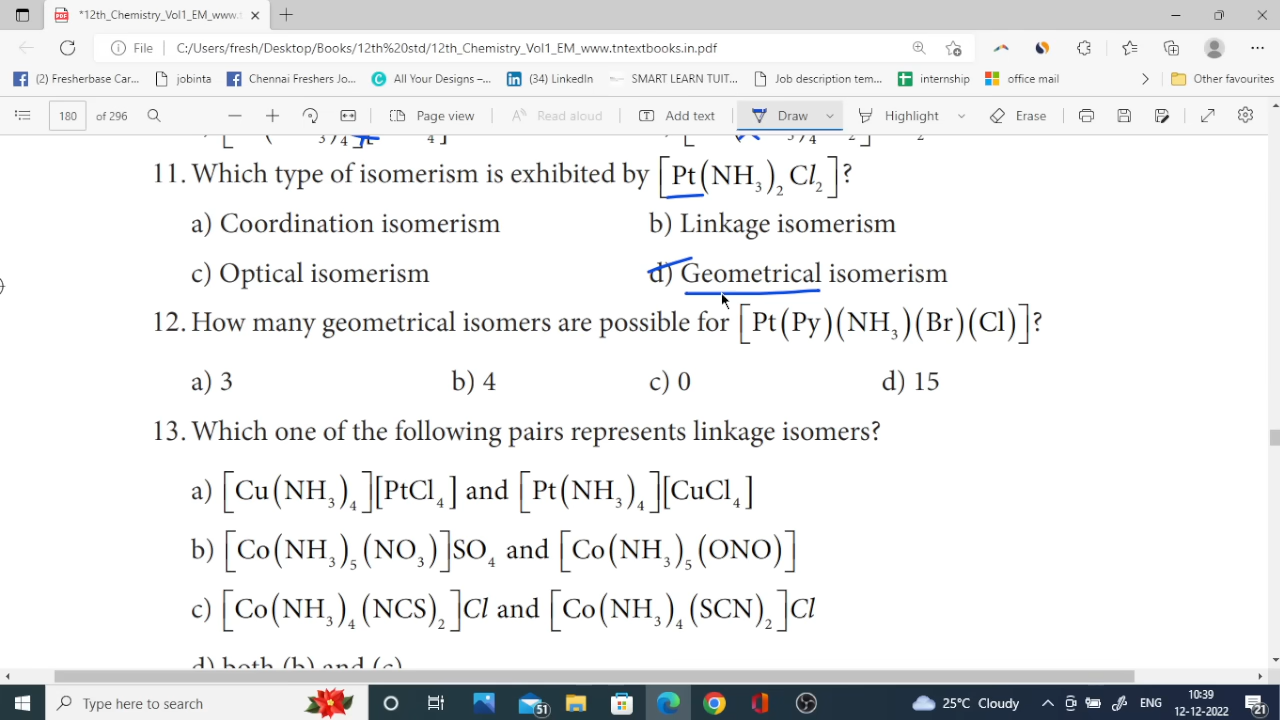 *12th_Chemistry_Vol1_EM_www.t
File C:/Users/fresh/Desktop/Books/12th%20std/12th_Chemistry_Vol1_EM_www.tntextbooks.in.pdf
(2) Fresherbase Car... jobinta Chennai Freshers Jo... All Your Designs –... (34) LinkedIn SMART LEARN TUIT... Job description tem... internship office mail Other favourites
180 of 296 Page view Read aloud Add text Draw Highlight Erase
11. Which type of isomerism is exhibited by [Pt(NH₃)₂Cl₂]?
a) Coordination isomerism b) Linkage isomerism
c) Optical isomerism d) Geometrical isomerism
12. How many geometrical isomers are possible for [Pt(Py)(NH₃)(Br)(Cl)]?
a) 3 b) 4 c) 0 d) 15
13. Which one of the following pairs represents linkage isomers?
a) [Cu(NH₃)₄][PtCl₄] and [Pt(NH₃)₄][CuCl₄]
b) [Co(NH₃)₅(NO₃)]SO₄ and [Co(NH₃)₅(ONO)]
c) [Co(NH₃)₄(NCS)₂]Cl and [Co(NH₃)₄(SCN)₂]Cl
d) both (b) and (c)
Type here to search 51 25°C Cloudy ENG 10:39
12-12-2022 21